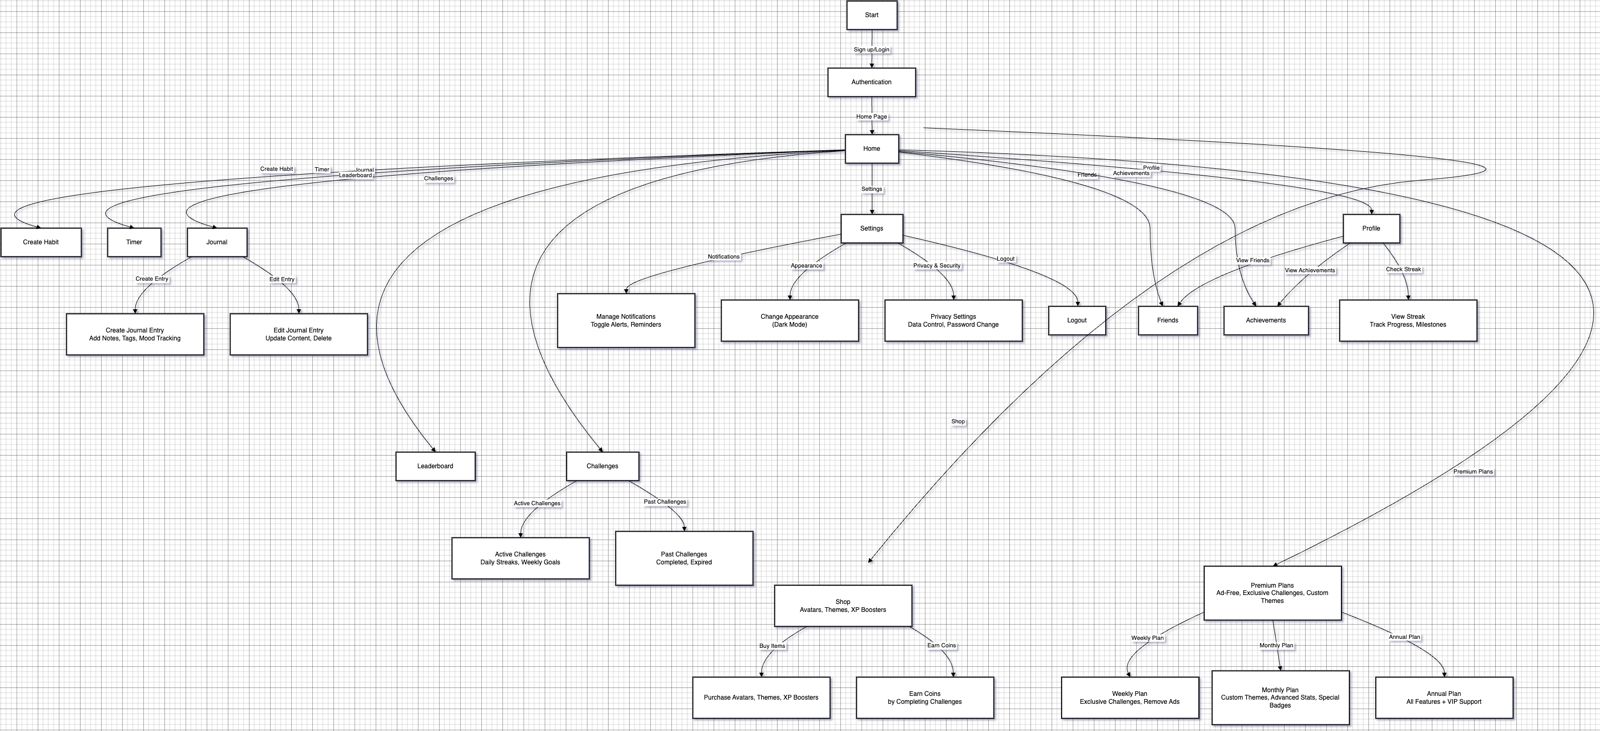 Start
Sign up/Login
Authentication
Home Page
Home
Create Habit
Timer
Journal
Leaderboard
Challenges
Settings
Friends
Achievements
Profile
Create Habit
Timer
Journal
Settings
Profile
Create Entry
Edit Entry
Notifications
Appearance
Privacy & Security
Logout
View Friends
View Achievements
Check Streak
Create Journal Entry
Add Notes, Tags, Mood Tracking
Edit Journal Entry
Update Content, Delete
Manage Notifications
Toggle Alerts, Reminders
Change Appearance
(Dark Mode)
Privacy Settings
Data Control, Password Change
Logout
Friends
Achievements
View Streak
Track Progress, Milestones
Shop
Premium Plans
Leaderboard
Challenges
Active Challenges
Past Challenges
Active Challenges
Daily Streaks, Weekly Goals
Past Challenges
Completed, Expired
Shop
Avatars, Themes, XP Boosters
Premium Plans
Ad-Free, Exclusive Challenges, Custom
Themes
Buy Items
Earn Coins
Weekly Plan
Monthly Plan
Annual Plan
Purchase Avatars, Themes, XP Boosters
Earn Coins
by Completing Challenges
Weekly Plan
Exclusive Challenges, Remove Ads
Monthly Plan
Custom Themes, Advanced Stats, Special
Badges
Annual Plan
All Features + VIP Support